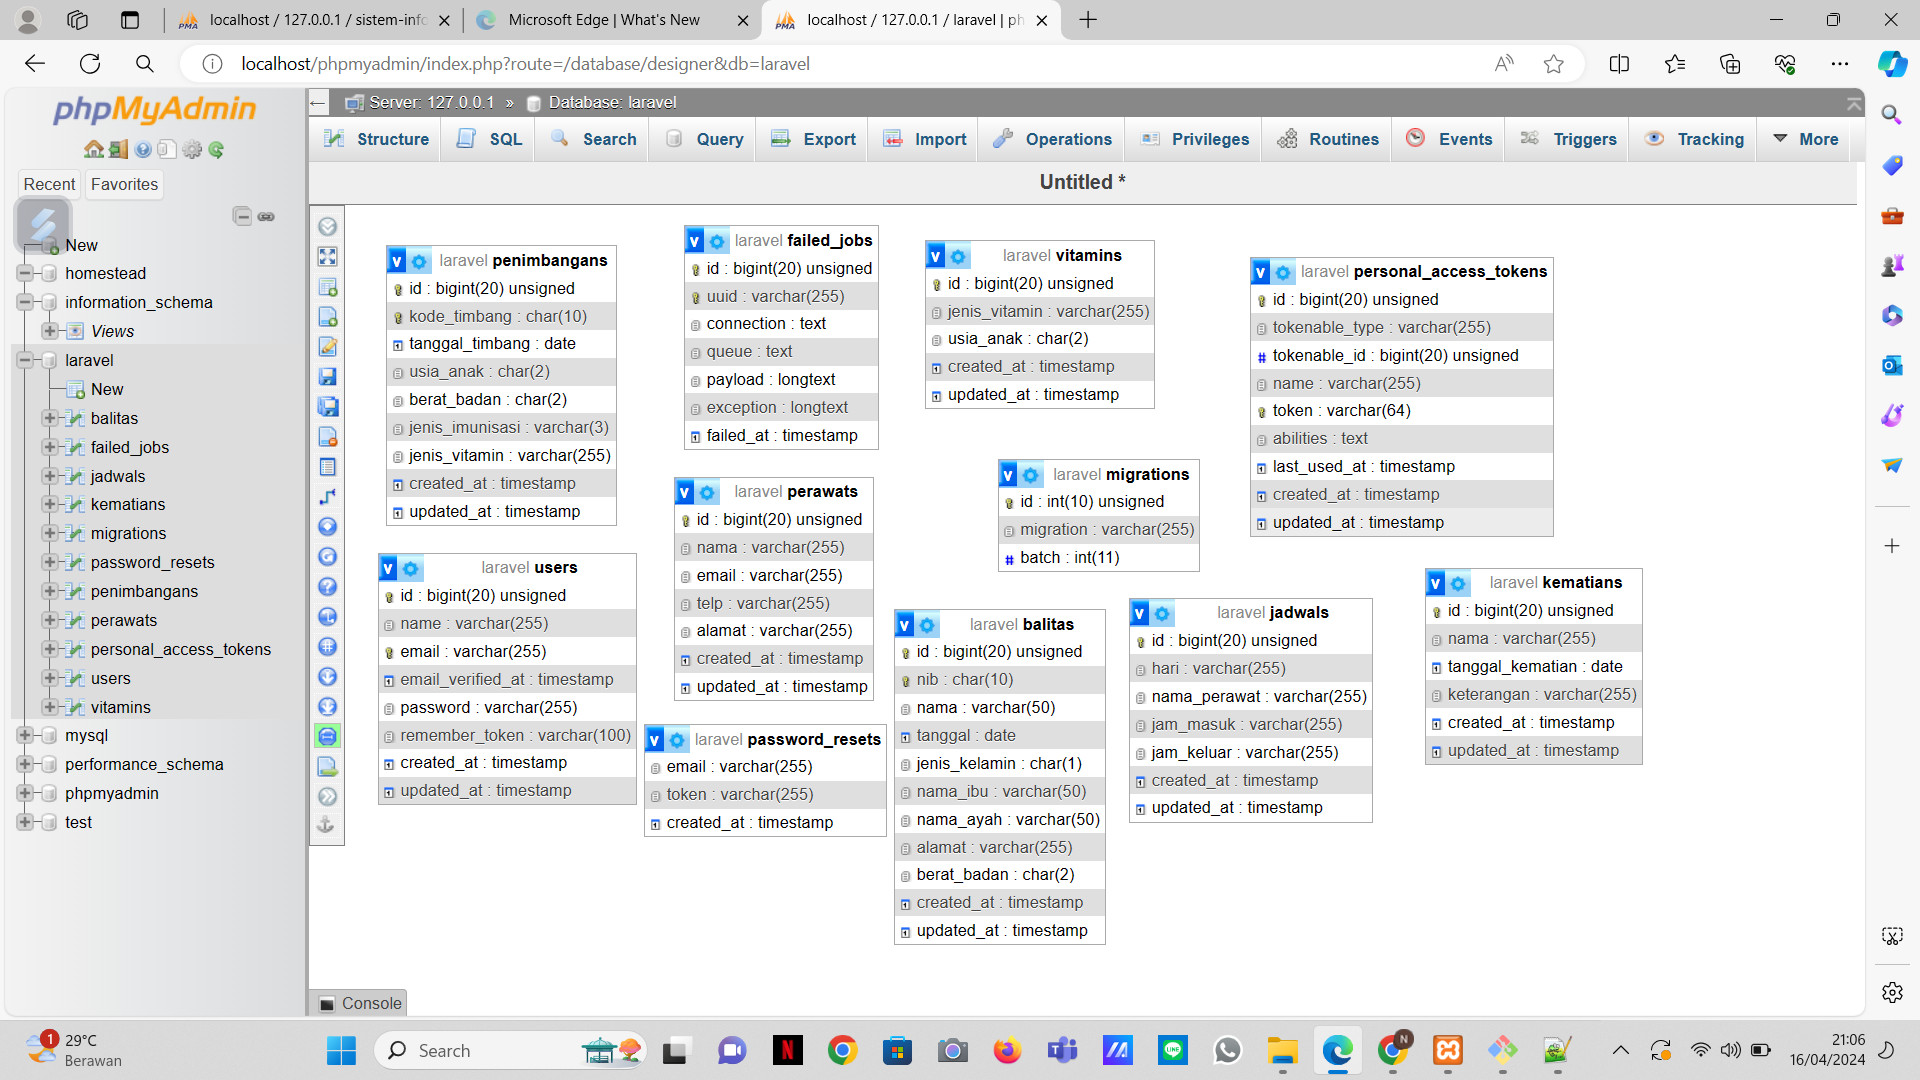 localhost / 127.0.0.1 / sistem-info
Microsoft Edge | What's New
localhost / 127.0.0.1 / laravel | ph
localhost/phpmyadmin/index.php?route=/database/designer&db=laravel
phpMyAdmin
Recent
Favorites
New
homestead
information_schema
Views
laravel
New
balitas
failed_jobs
jadwals
kematians
migrations
password_resets
penimbangans
perawats
personal_access_tokens
users
vitamins
mysql
performance_schema
phpmyadmin
test
Server: 127.0.0.1 » Database: laravel
Structure
SQL
Search
Query
Export
Import
Operations
Privileges
Routines
Events
Triggers
Tracking
More
Untitled *
laravel penimbangans
id : bigint(20) unsigned
kode_timbang : char(10)
tanggal_timbang : date
usia_anak : char(2)
berat_badan : char(2)
jenis_imunisasi : varchar(3)
jenis_vitamin : varchar(255)
created_at : timestamp
updated_at : timestamp
laravel failed_jobs
id : bigint(20) unsigned
uuid : varchar(255)
connection : text
queue : text
payload : longtext
exception : longtext
failed_at : timestamp
laravel vitamins
id : bigint(20) unsigned
jenis_vitamin : varchar(255)
usia_anak : char(2)
created_at : timestamp
updated_at : timestamp
laravel personal_access_tokens
id : bigint(20) unsigned
tokenable_type : varchar(255)
tokenable_id : bigint(20) unsigned
name : varchar(255)
token : varchar(64)
abilities : text
last_used_at : timestamp
created_at : timestamp
updated_at : timestamp
laravel migrations
id : int(10) unsigned
migration : varchar(255)
batch : int(11)
laravel perawats
id : bigint(20) unsigned
nama : varchar(255)
email : varchar(255)
telp : varchar(255)
alamat : varchar(255)
created_at : timestamp
updated_at : timestamp
laravel users
id : bigint(20) unsigned
name : varchar(255)
email : varchar(255)
email_verified_at : timestamp
password : varchar(255)
remember_token : varchar(100)
created_at : timestamp
updated_at : timestamp
laravel password_resets
email : varchar(255)
token : varchar(255)
created_at : timestamp
laravel balitas
id : bigint(20) unsigned
nib : char(10)
nama : varchar(50)
tanggal : date
jenis_kelamin : char(1)
nama_ibu : varchar(50)
nama_ayah : varchar(50)
alamat : varchar(255)
berat_badan : char(2)
created_at : timestamp
updated_at : timestamp
laravel jadwals
id : bigint(20) unsigned
hari : varchar(255)
nama_perawat : varchar(255)
jam_masuk : varchar(255)
jam_keluar : varchar(255)
created_at : timestamp
updated_at : timestamp
laravel kematians
id : bigint(20) unsigned
nama : varchar(255)
tanggal_kematian : date
keterangan : varchar(255)
created_at : timestamp
updated_at : timestamp
Console
1
29°C
Berawan
Search
21:06
16/04/2024